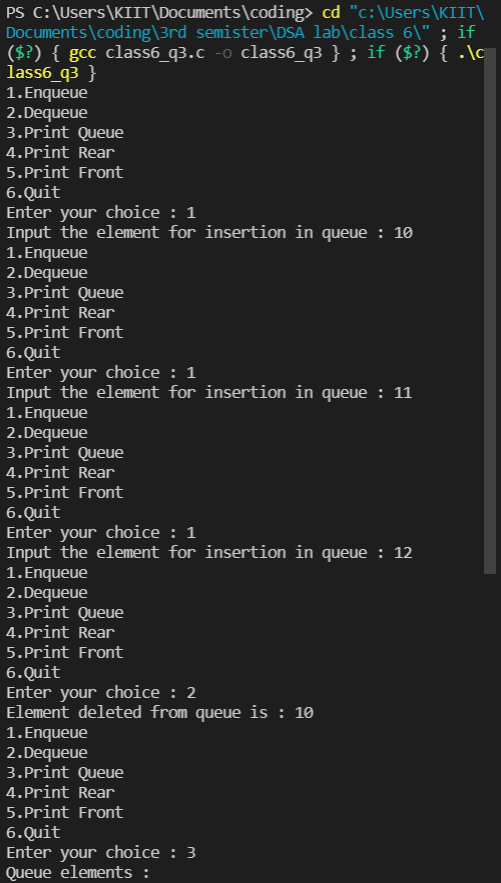 PS C:\Users\KIIT\Documents\coding> cd "c:\Users\KIIT\
Documents\coding\3rd semister\DSA lab\class 6\" ; if
($?) { gcc class6_q3.c -o class6_q3 } ; if ($?) { .\c
lass6_q3 }
1.Enqueue
2.Dequeue
3.Print Queue
4.Print Rear
5.Print Front
6.Quit
Enter your choice : 1
Input the element for insertion in queue : 10
1.Enqueue
2.Dequeue
3.Print Queue
4.Print Rear
5.Print Front
6.Quit
Enter your choice : 1
Input the element for insertion in queue : 11
1.Enqueue
2.Dequeue
3.Print Queue
4.Print Rear
5.Print Front
6.Quit
Enter your choice : 1
Input the element for insertion in queue : 12
1.Enqueue
2.Dequeue
3.Print Queue
4.Print Rear
5.Print Front
6.Quit
Enter your choice : 2
Element deleted from queue is : 10
1.Enqueue
2.Dequeue
3.Print Queue
4.Print Rear
5.Print Front
6.Quit
Enter your choice : 3
Queue elements :